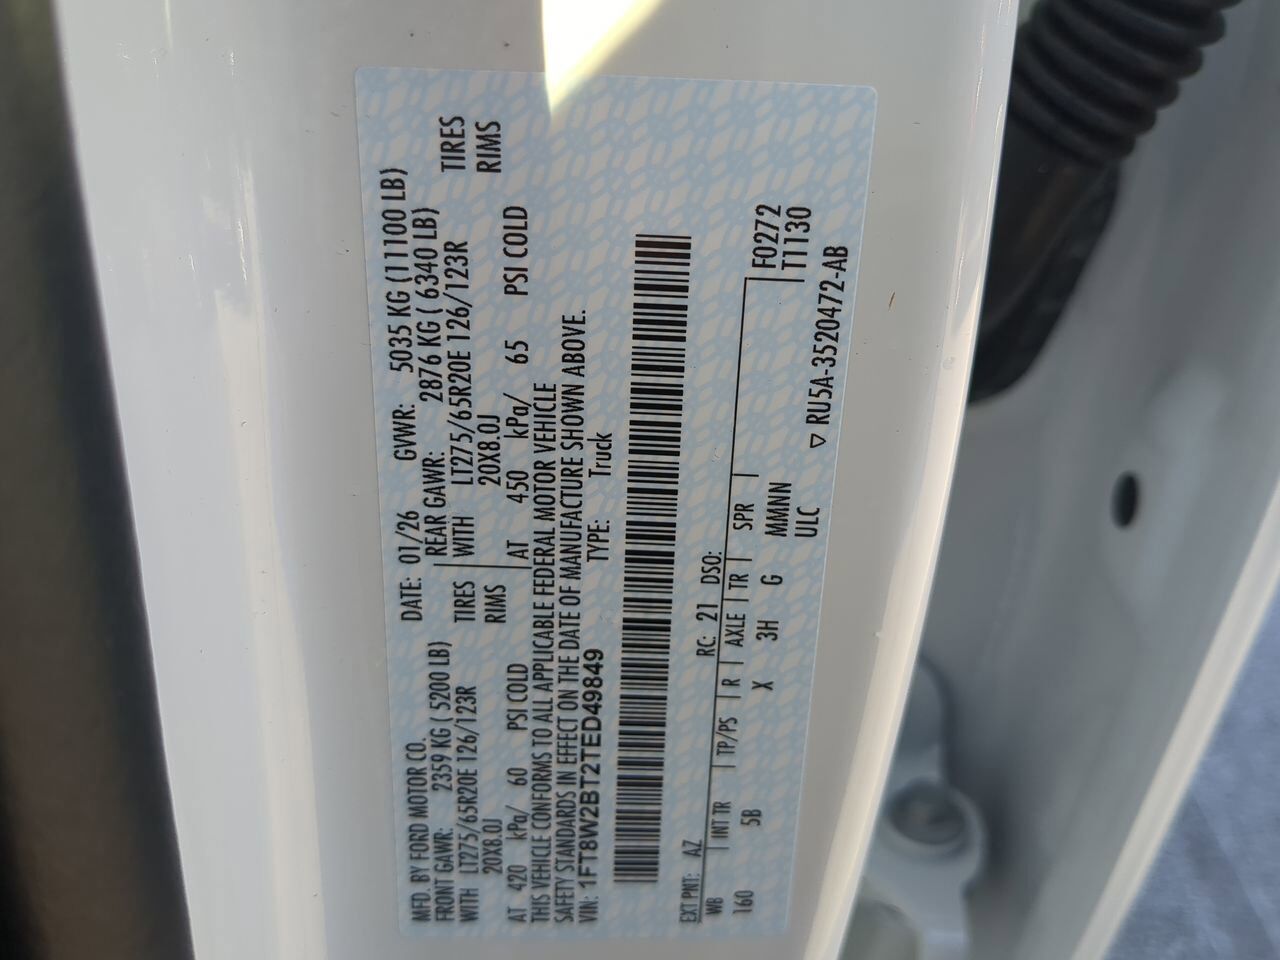 MFD. BY FORD MOTOR CO.
DATE: 01/26 GVWR: 5035 KG (11100 LB)
FRONT GAWR: 2359 KG ( 5200 LB) REAR GAWR: 2876 KG ( 6340 LB)
WITH LT275/65R20E 126/123R TIRES WITH LT275/65R20E 126/123R TIRES
20X8.0J RIMS 20X8.0J RIMS
AT 420 kPa/ 60 PSI COLD AT 450 kPa/ 65 PSI COLD
THIS VEHICLE CONFORMS TO ALL APPLICABLE FEDERAL MOTOR VEHICLE
SAFETY STANDARDS IN EFFECT ON THE DATE OF MANUFACTURE SHOWN ABOVE.
VIN: 1FT8W2BT2TED49849 TYPE: Truck
EXT PNT: AZ RC: 21 DSO:
WB INT TR TP/PS R AXLE TR SPR F0272
160 5B X 3H G MMNN T1130
ULC
▽ RU5A-3520472-AB